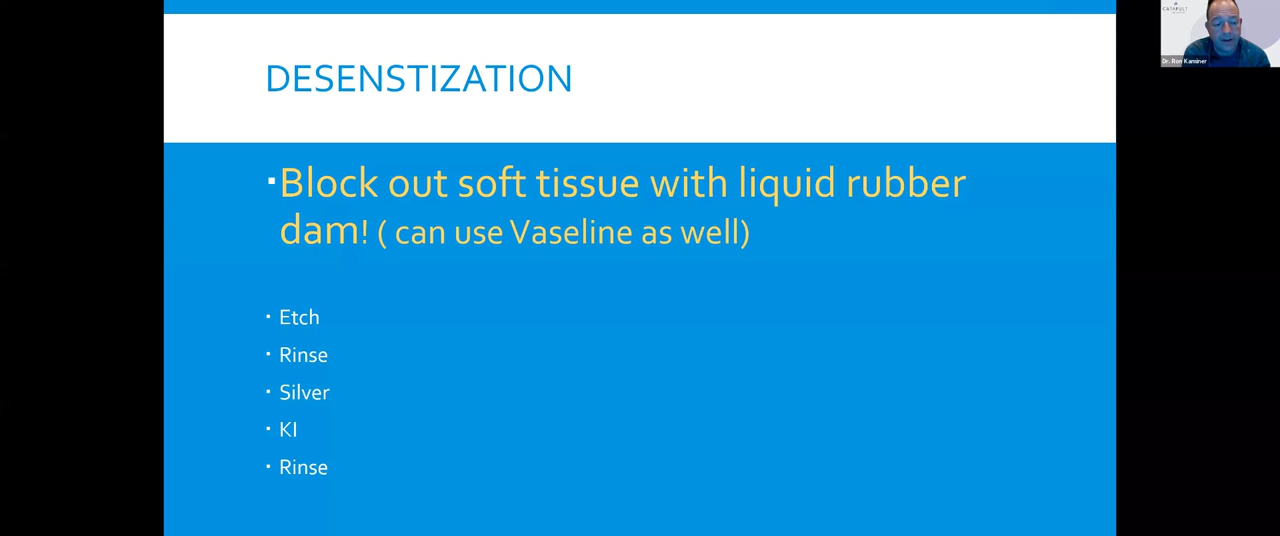 DESENSTIZATION
CATAPULT
Dr. Ron Kaminer
▪Block out soft tissue with liquid rubber
dam! ( can use Vaseline as well)
▪ Etch
▪ Rinse
▪ Silver
▪ KI
▪ Rinse